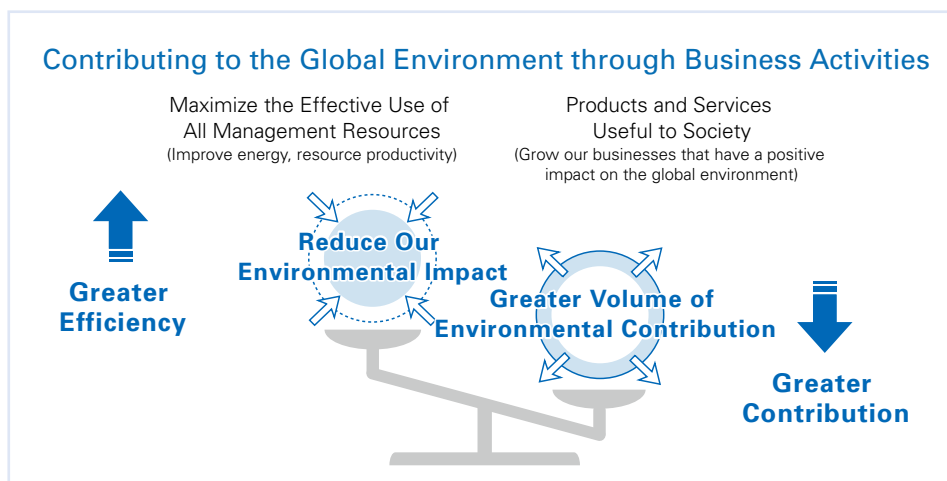 Contributing to the Global Environment through Business Activities
Maximize the Effective Use of
All Management Resources
(Improve energy, resource productivity)
Products and Services
Useful to Society
(Grow our businesses that have a positive
impact on the global environment)
Reduce Our
Environmental Impact
Greater
Efficiency
Greater Volume of
Environmental Contribution
Greater
Contribution